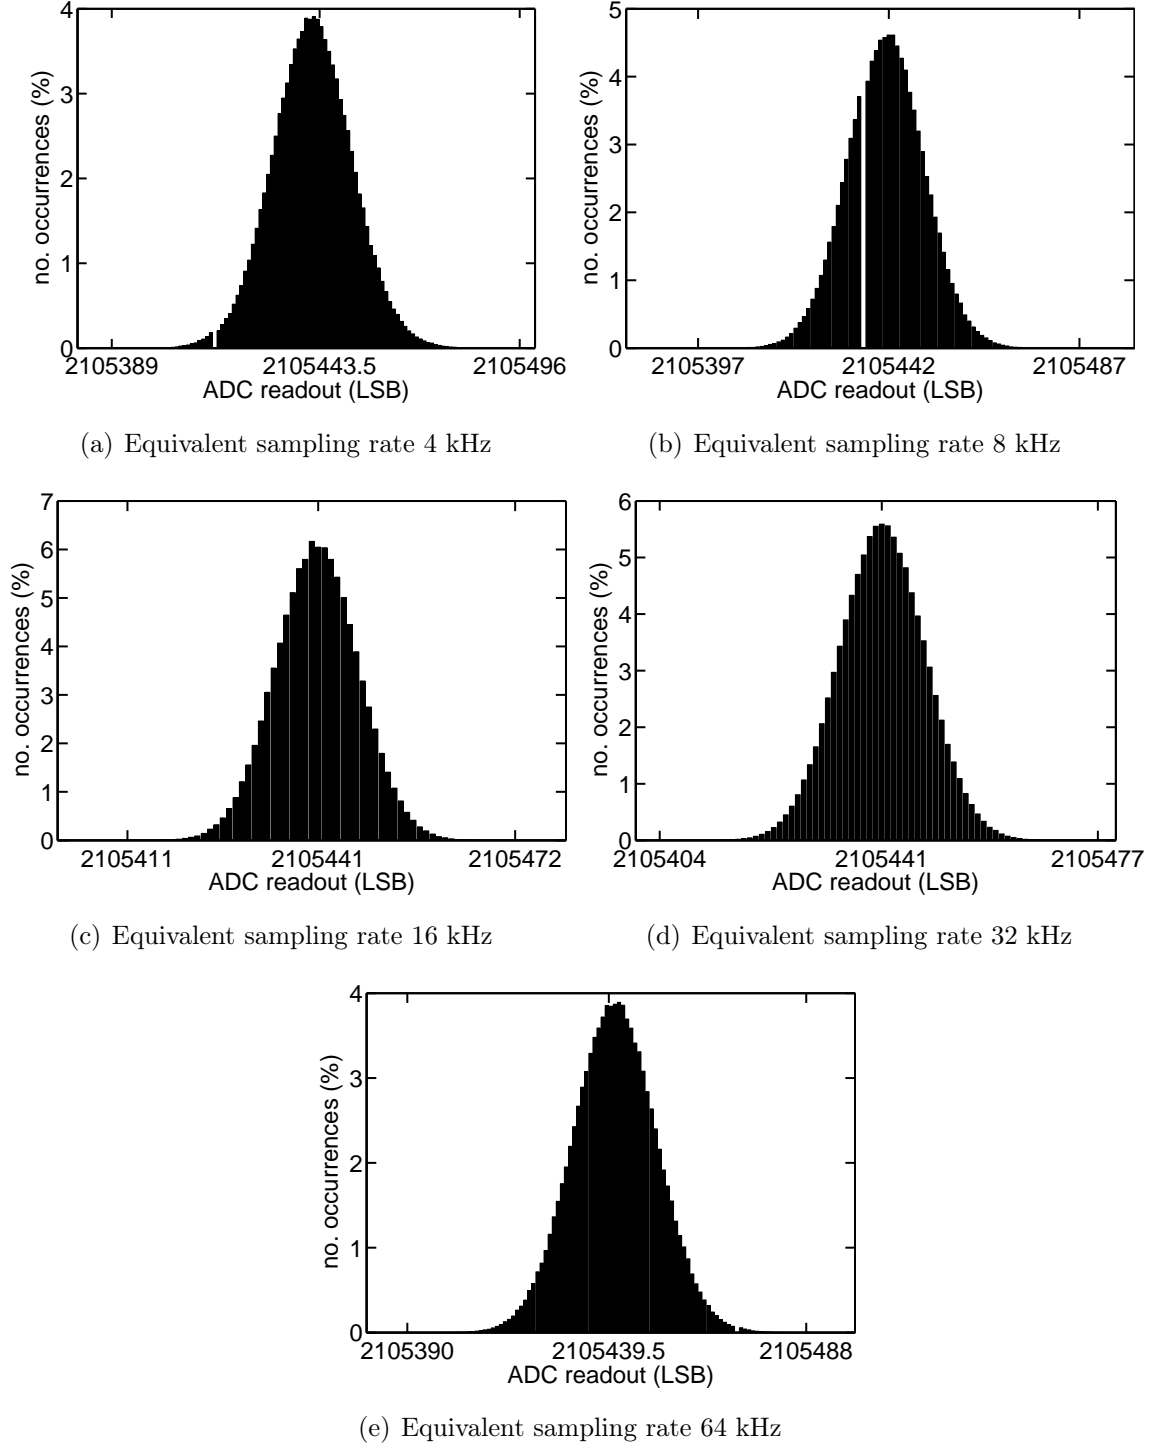 no. occurrences (%)
4
3
2
1
0
2105389 2105443.5 2105496
ADC readout (LSB)
(a) Equivalent sampling rate 4 kHz
no. occurrences (%)
5
4
3
2
1
0
2105397 2105442 2105487
ADC readout (LSB)
(b) Equivalent sampling rate 8 kHz
no. occurrences (%)
7
6
5
4
3
2
1
0
2105411 2105441 2105472
ADC readout (LSB)
(c) Equivalent sampling rate 16 kHz
no. occurrences (%)
6
5
4
3
2
1
0
2105404 2105441 2105477
ADC readout (LSB)
(d) Equivalent sampling rate 32 kHz
no. occurrences (%)
4
3
2
1
0
2105390 2105439.5 2105488
ADC readout (LSB)
(e) Equivalent sampling rate 64 kHz